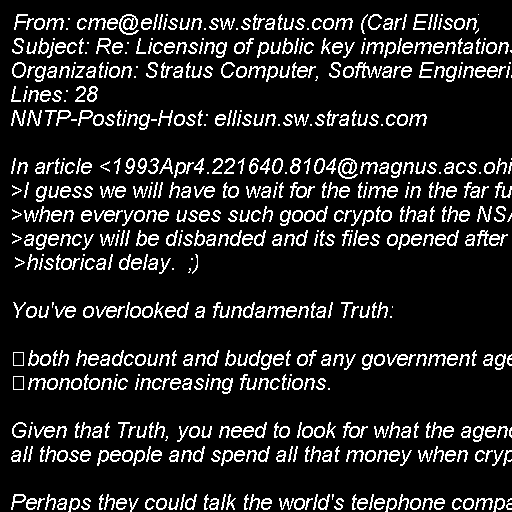 From: cme@ellisun.sw.stratus.com (Carl Ellison)
Subject: Re: Licensing of public key implementations
Organization: Stratus Computer, Software Engineeri
Lines: 28
NNTP-Posting-Host: ellisun.sw.stratus.com

In article <1993Apr4.221640.8104@magnus.acs.ohi
>I guess we will have to wait for the time in the far fu
>when everyone uses such good crypto that the NSA
>agency will be disbanded and its files opened after
>historical delay.  ;)

You've overlooked a fundamental Truth:

both headcount and budget of any government age
monotonic increasing functions.

Given that Truth, you need to look for what the agenc
all those people and spend all that money when cryp

Perhaps they could talk the world's telephone compa